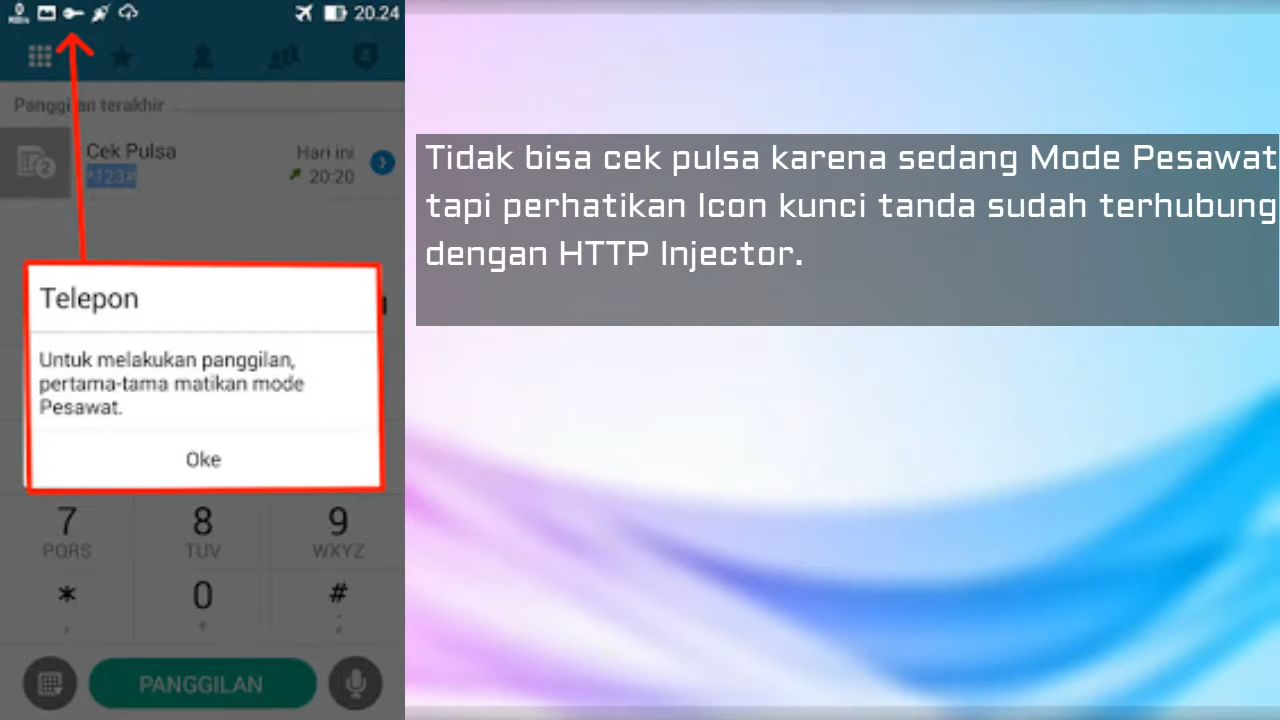 20.24
Panggilan terakhir
Cek Pulsa
Hari ini
*123#
20:20
Telepon
Untuk melakukan panggilan,
pertama-tama matikan mode
Pesawat.
Oke
7 8 9
PQRS TUV WXYZ
* 0 #
, + ;
PANGGILAN
Tidak bisa cek pulsa karena sedang Mode Pesawat
tapi perhatikan Icon kunci tanda sudah terhubung
dengan HTTP Injector.